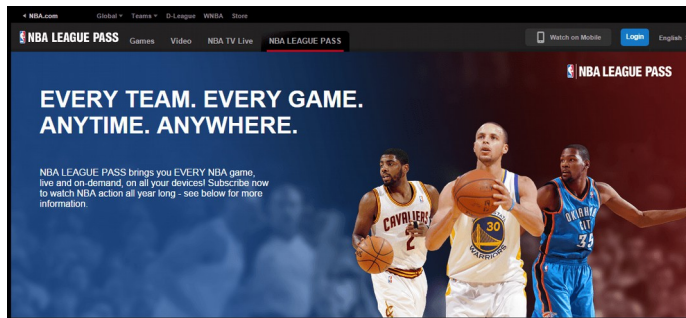 NBA.com Global Teams D-League WNBA Store
NBA LEAGUE PASS Games Video NBA TV Live NBA LEAGUE PASS Watch on Mobile Login English
NBA LEAGUE PASS
EVERY TEAM. EVERY GAME.
ANYTIME. ANYWHERE.
NBA LEAGUE PASS brings you EVERY NBA game,
live and on-demand, on all your devices! Subscribe now
to watch NBA action all year long - see below for more
information.
CAVALIERS
2
30
WARRIORS
OKLAHOMA
CITY
35